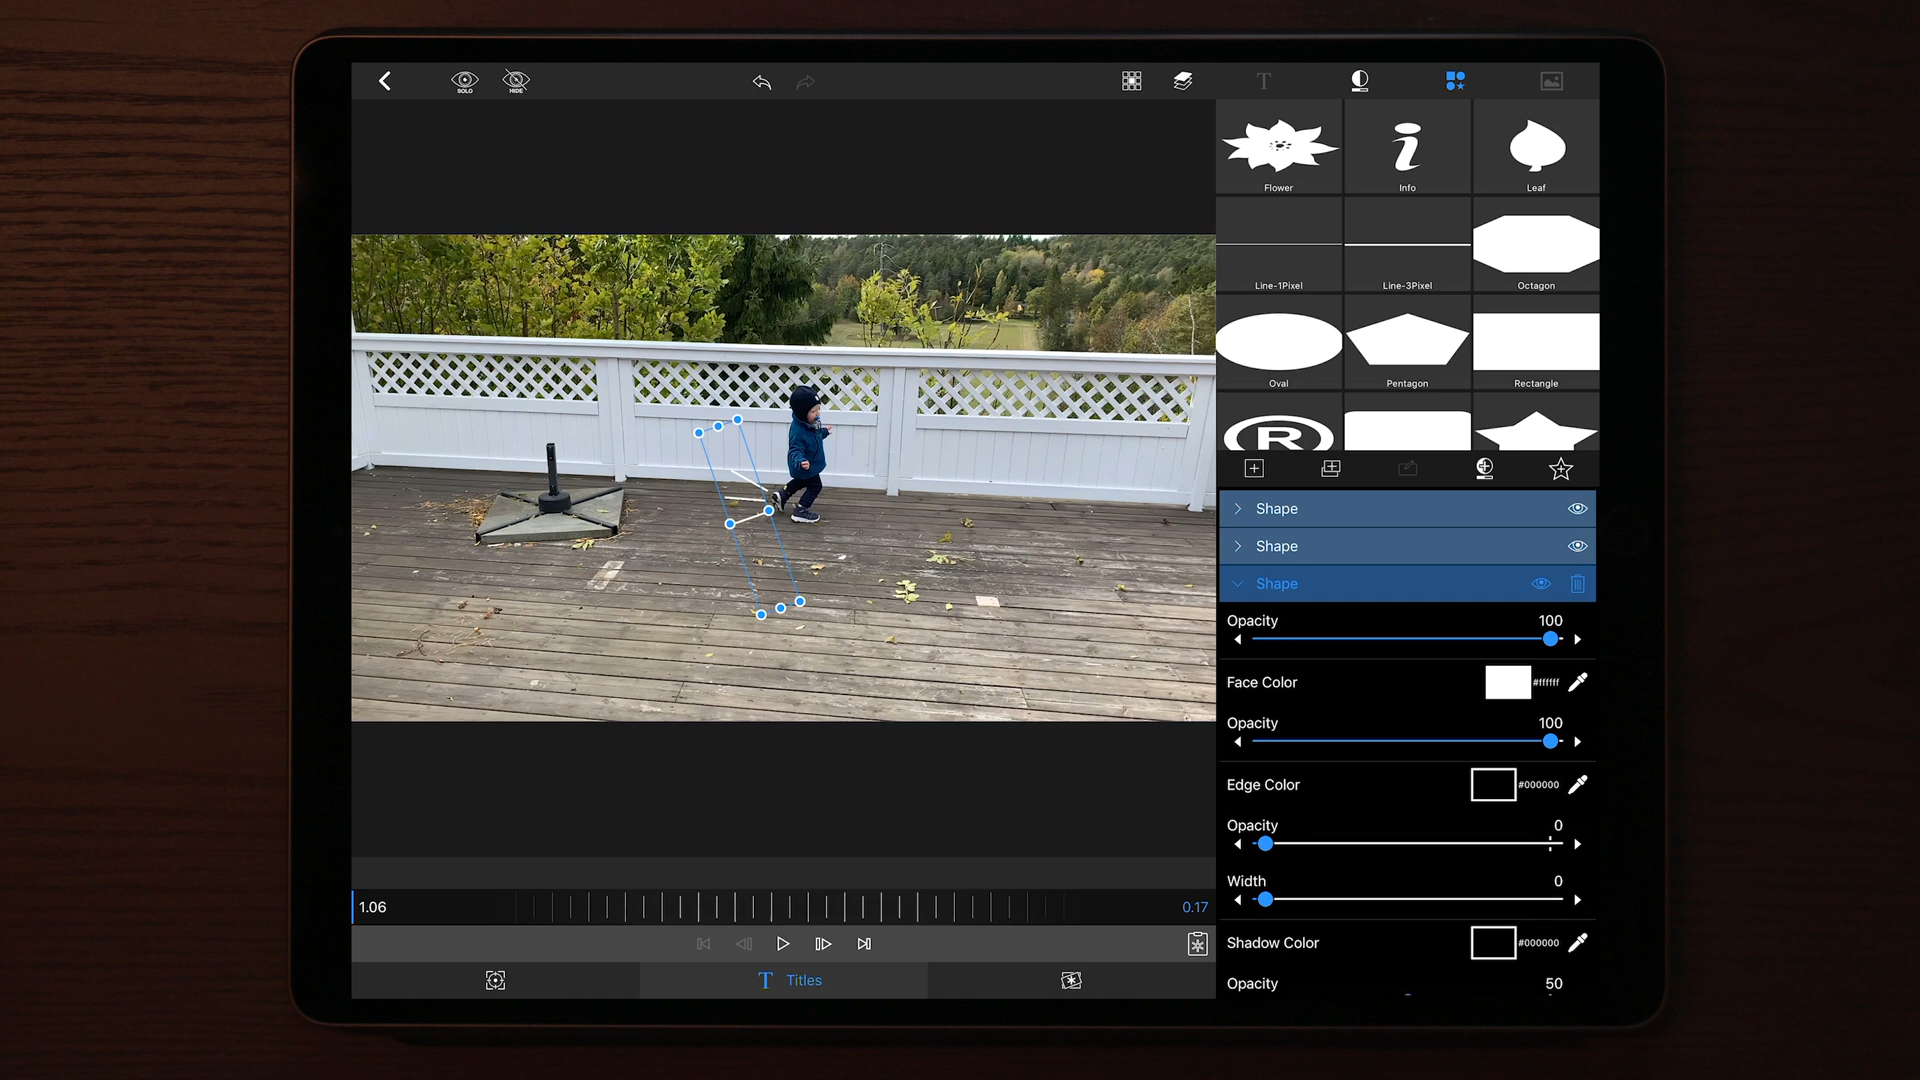 SOLO
HIDE
T
Flower
Info
Leaf
Line-1Pixel
Line-3Pixel
Octagon
Oval
Pentagon
Rectangle
R
Shape
Shape
Shape
Opacity 100
Face Color #ffffff
Opacity 100
Edge Color #000000
Opacity 0
Width 0
Shadow Color #000000
Opacity 50
1.06
0.17
T Titles